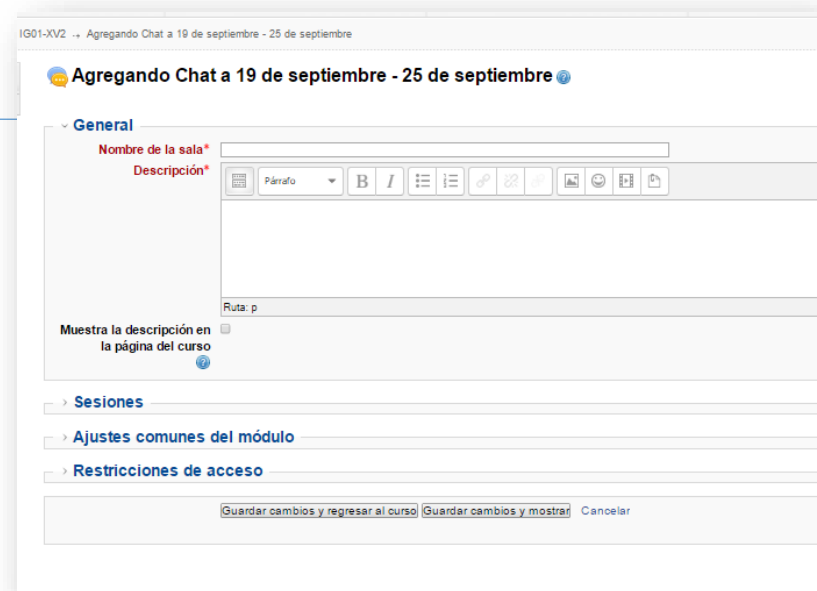 IG01-XV2 → Agregando Chat a 19 de septiembre - 25 de septiembre
Agregando Chat a 19 de septiembre - 25 de septiembre
General
Nombre de la sala*
Descripción*
Párrafo
B I
Ruta: p
Muestra la descripción en
la página del curso
Sesiones
Ajustes comunes del módulo
Restricciones de acceso
Guardar cambios y regresar al curso Guardar cambios y mostrar Cancelar